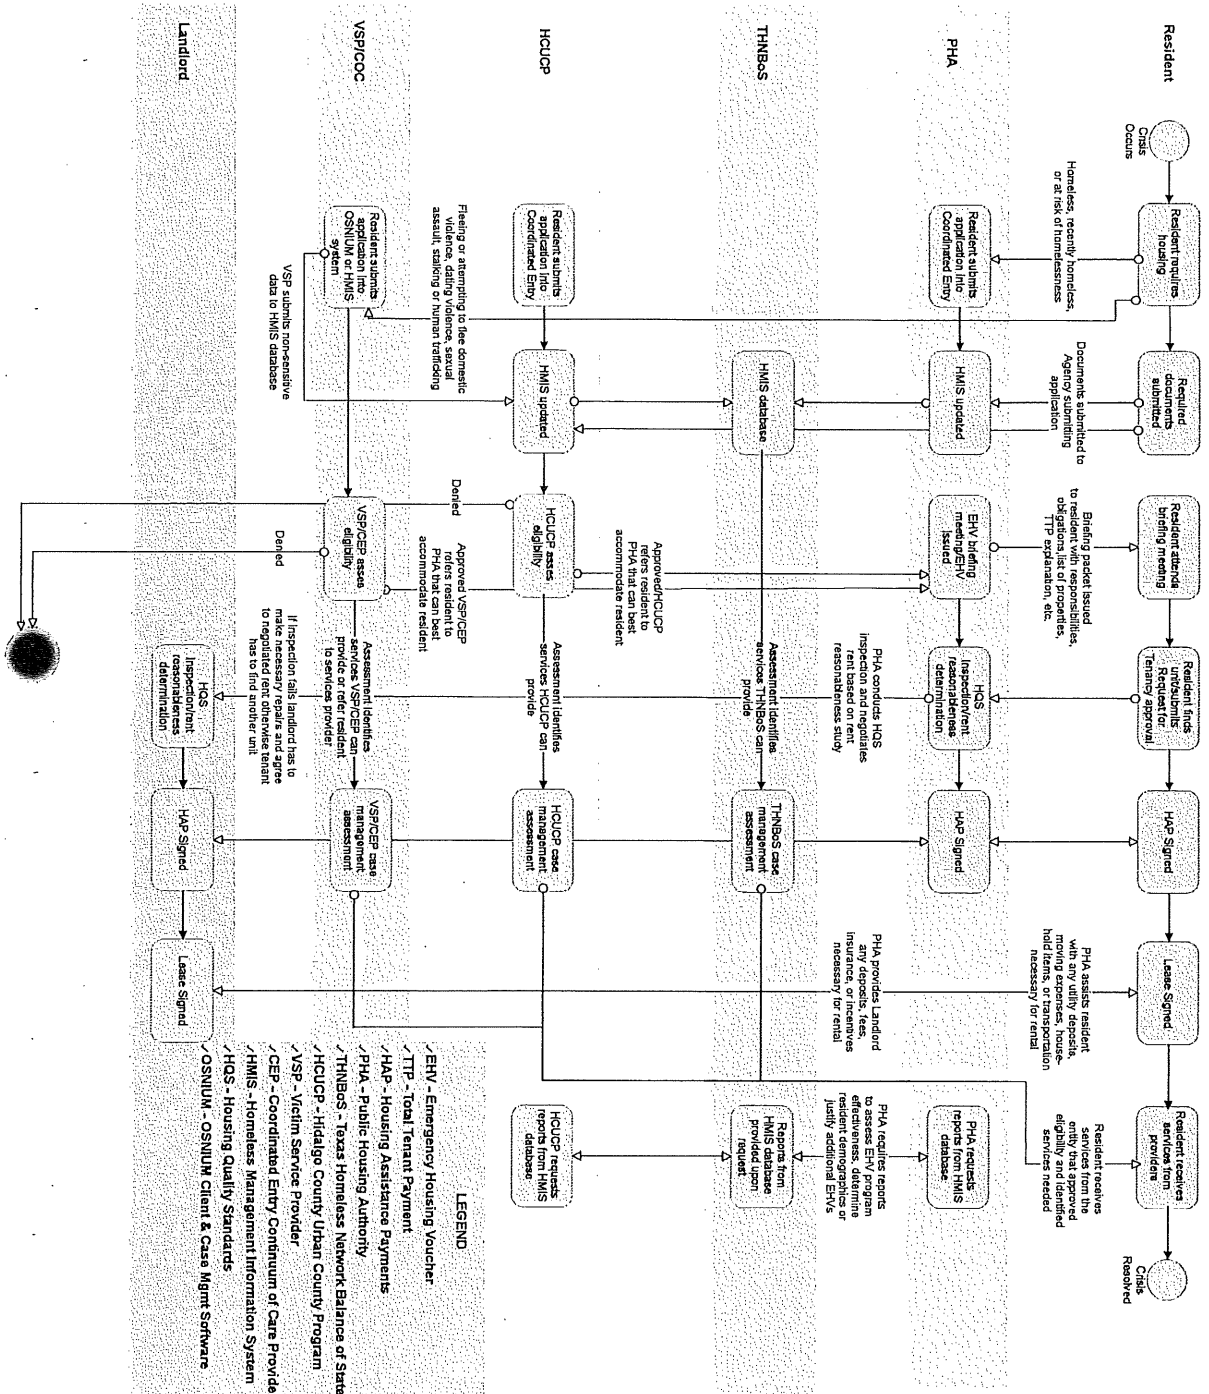 Resident
Crisis
Occurs
Resident requires
housing
Required
documents
submitted
Resident attends
briefing meeting
Resident finds
unit/submits
Request for
Tenancy approval
HAP Signed
Lease Signed
Resident receives
services from
providers
Crisis
Resolved
Homeless, recently homeless,
or at risk of homelessness
Documents submitted to
Agency submitting
application
Briefing packet issued
to resident with responsibilities,
obligations,list of properties,
TTP explanation, etc.
PHA assists resident
with any utility deposits,
moving expenses, house-
hold items, or transportation
necessary for rental
Resident receives
services from the
entity that approved
eligibility and identified
services needed
PHA
Resident submits
application into
Coordinated Entry
HMIS updated
EHV briefing
meeting/EHV
issued
HQS
Inspection/rent
reasonableness
determination
HAP Signed
PHA requests HMIS
reports from HMIS
database
PHA conducts HQS
inspection and negotiates
rent based on rent
reasonableness study
PHA provides Landlord
any deposits, fees,
insurance, or incentives
necessary for rental
PHA requires reports
to assess EHV program
effectiveness, determine
resident demographics or
justify additional EHVs
THNBoS
HMIS database
Assessment identifies
services THNBoS can
provide
THNBoS case
management
assessment
Reports from
HMIS database
provided upon
request
Approved/HCUCP
refers resident to
PHA that can best
accommodate resident
HCUCP
Resident submits
application into
Coordinated Entry
HMIS updated
HCUCP asses
eligibility
Assessment identifies
services HCUCP can
provide
HCUCP case
management
assessment
HCUCP requests
reports from HMIS
database
Fleeing or attempting to flee domestic
violence, dating violence, sexual
assault, stalking or human trafficking
Denied
Approved VSP/CEP
refers resident to
PHA that can best
accommodate resident
VSP/COC
Resident submits
application into
OSNIUM or HMIS
system
VSP/CEP asses
eligibility
Assessment identifies
services VSP/CEP can
provide or refer resident
to services provider
VSP/CEP case
management
assessment
VSP submits non-sensitive
data to HMIS database
Denied
If inspection fails landlord has to
make necessary repairs and agree
to negotiated rent otherwise tenant
has to find another unit
Landlord
HQS
Inspection/rent
reasonableness
determination
HAP Signed
Lease Signed
LEGEND
✓EHV – Emergency Housing Voucher
✓TTP – Total Tenant Payment
✓HAP - Housing Assistance Payments
✓PHA – Public Housing Authority
✓THNBoS - Texas Homeless Network Balance of State
✓HCUCP – Hidalgo County Urban County Program
✓VSP – Victim Service Provider
✓CEP – Coordinated Entry Continuum of Care Provide
✓HMIS - Homeless Management Information System
✓HQS – Housing Quality Standards
✓OSNIUM - OSNIUM Client & Case Mgmt Software